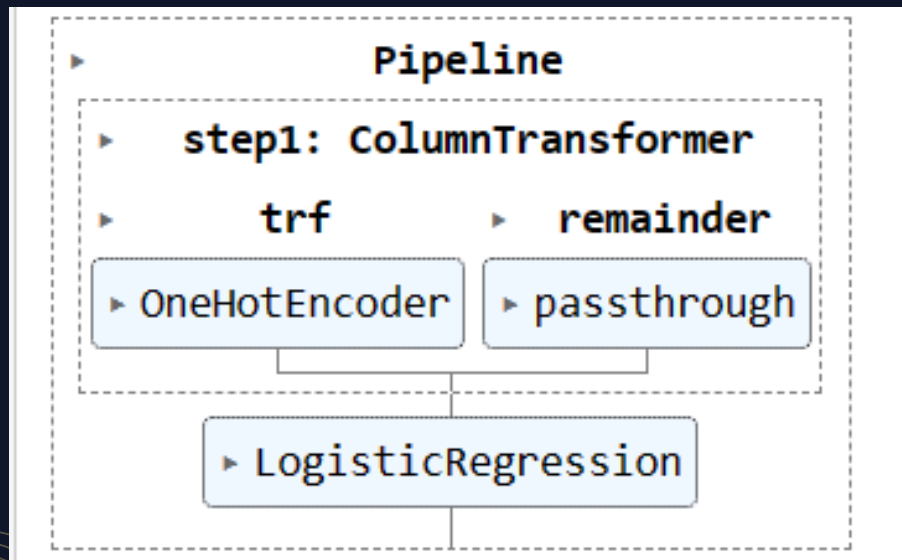 Pipeline
step1: ColumnTransformer
trf
remainder
OneHotEncoder
passthrough
LogisticRegression